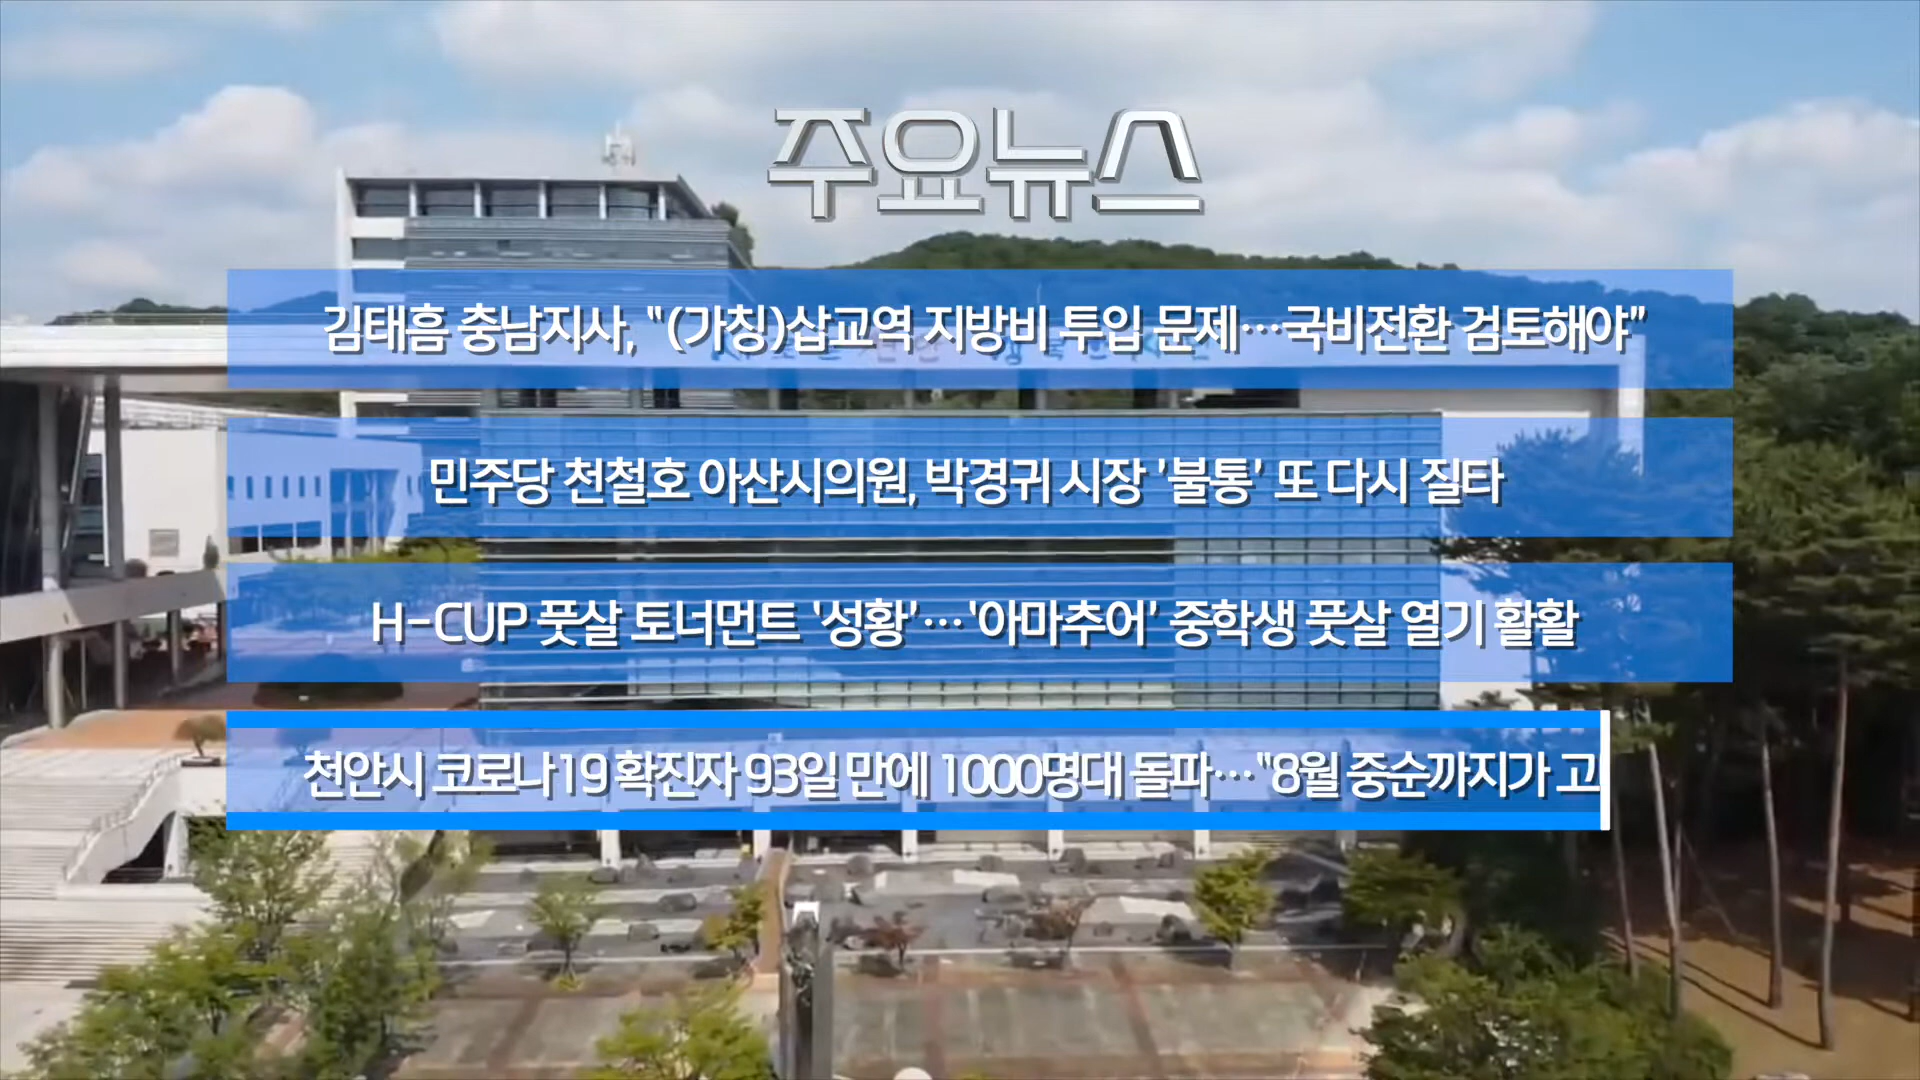 주요뉴스
김태흠 충남지사, "(가칭)삽교역 지방비 투입 문제…국비전환 검토해야"
민주당 천철호 아산시의원, 박경귀 시장 '불통' 또 다시 질타
H-CUP 풋살 토너먼트 '성황'… '아마추어' 중학생 풋살 열기 활활
천안시 코로나19 확진자 93일 만에 1000명대 돌파…"8월 중순까지가 고